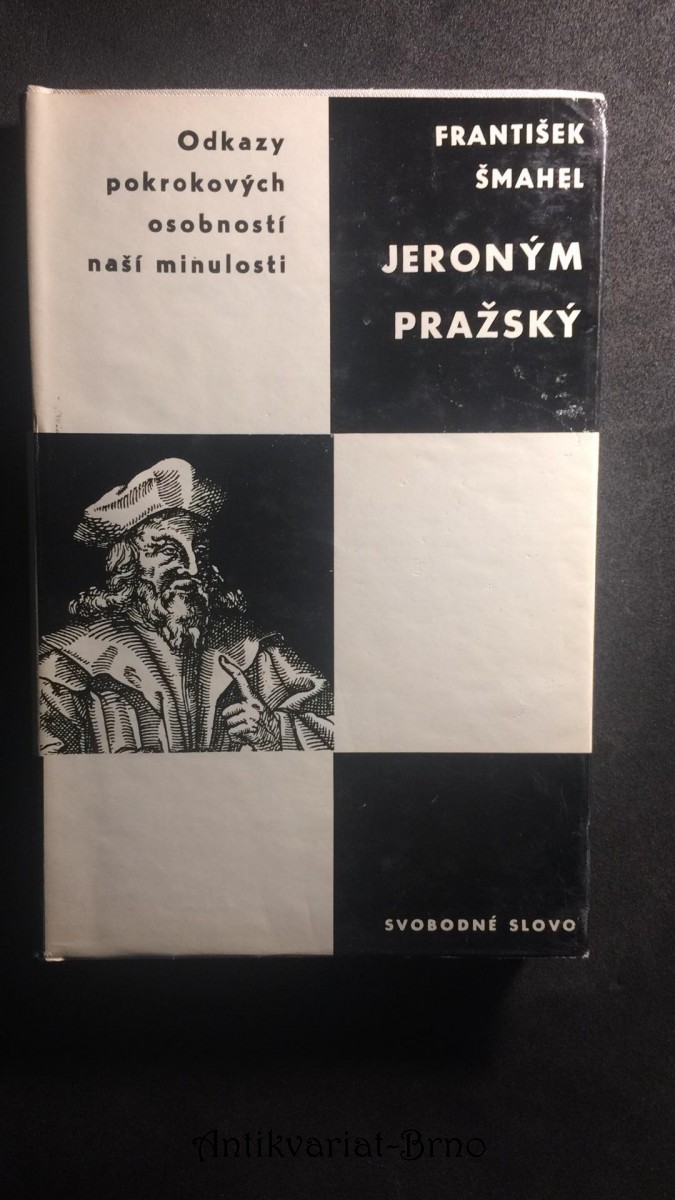 Odkazy
pokrokových
osobností
naší minulosti
FRANTIŠEK
ŠMAHEL
JERONÝM
PRAŽSKÝ
SVOBODNÉ SLOVO
Antikvariat-Brno